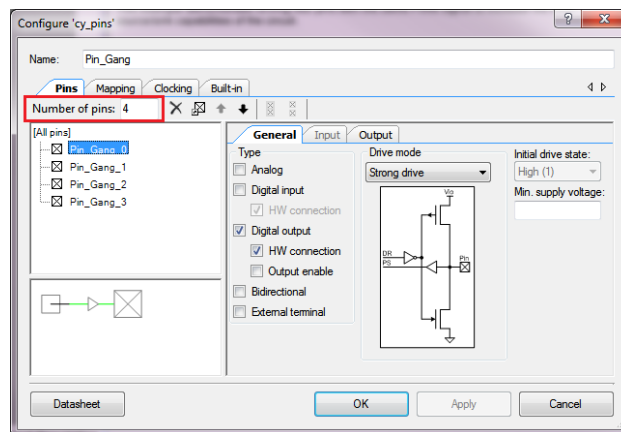 Configure 'cy_pins'
Name: Pin_Gang
Pins Mapping Clocking Built-in
Number of pins: 4
[All pins]
Pin_Gang_0
Pin_Gang_1
Pin_Gang_2
Pin_Gang_3
General Input Output
Type
Analog
Digital input
HW connection
Digital output
HW connection
Output enable
Bidirectional
External terminal
Drive mode
Strong drive
Vio
DR
PS
Pin
Initial drive state:
High (1)
Min. supply voltage:
Datasheet OK Apply Cancel